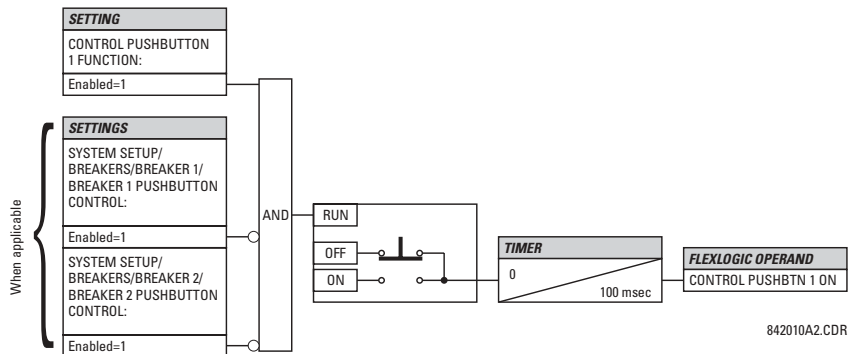 SETTING
CONTROL PUSHBUTTON
1 FUNCTION:
Enabled=1
When applicable
SETTINGS
SYSTEM SETUP/
BREAKERS/BREAKER 1/
BREAKER 1 PUSHBUTTON
CONTROL:
Enabled=1
SYSTEM SETUP/
BREAKERS/BREAKER 2/
BREAKER 2 PUSHBUTTON
CONTROL:
Enabled=1
AND
RUN
OFF
ON
TIMER
0
100 msec
FLEXLOGIC OPERAND
CONTROL PUSHBTN 1 ON
842010A2.CDR